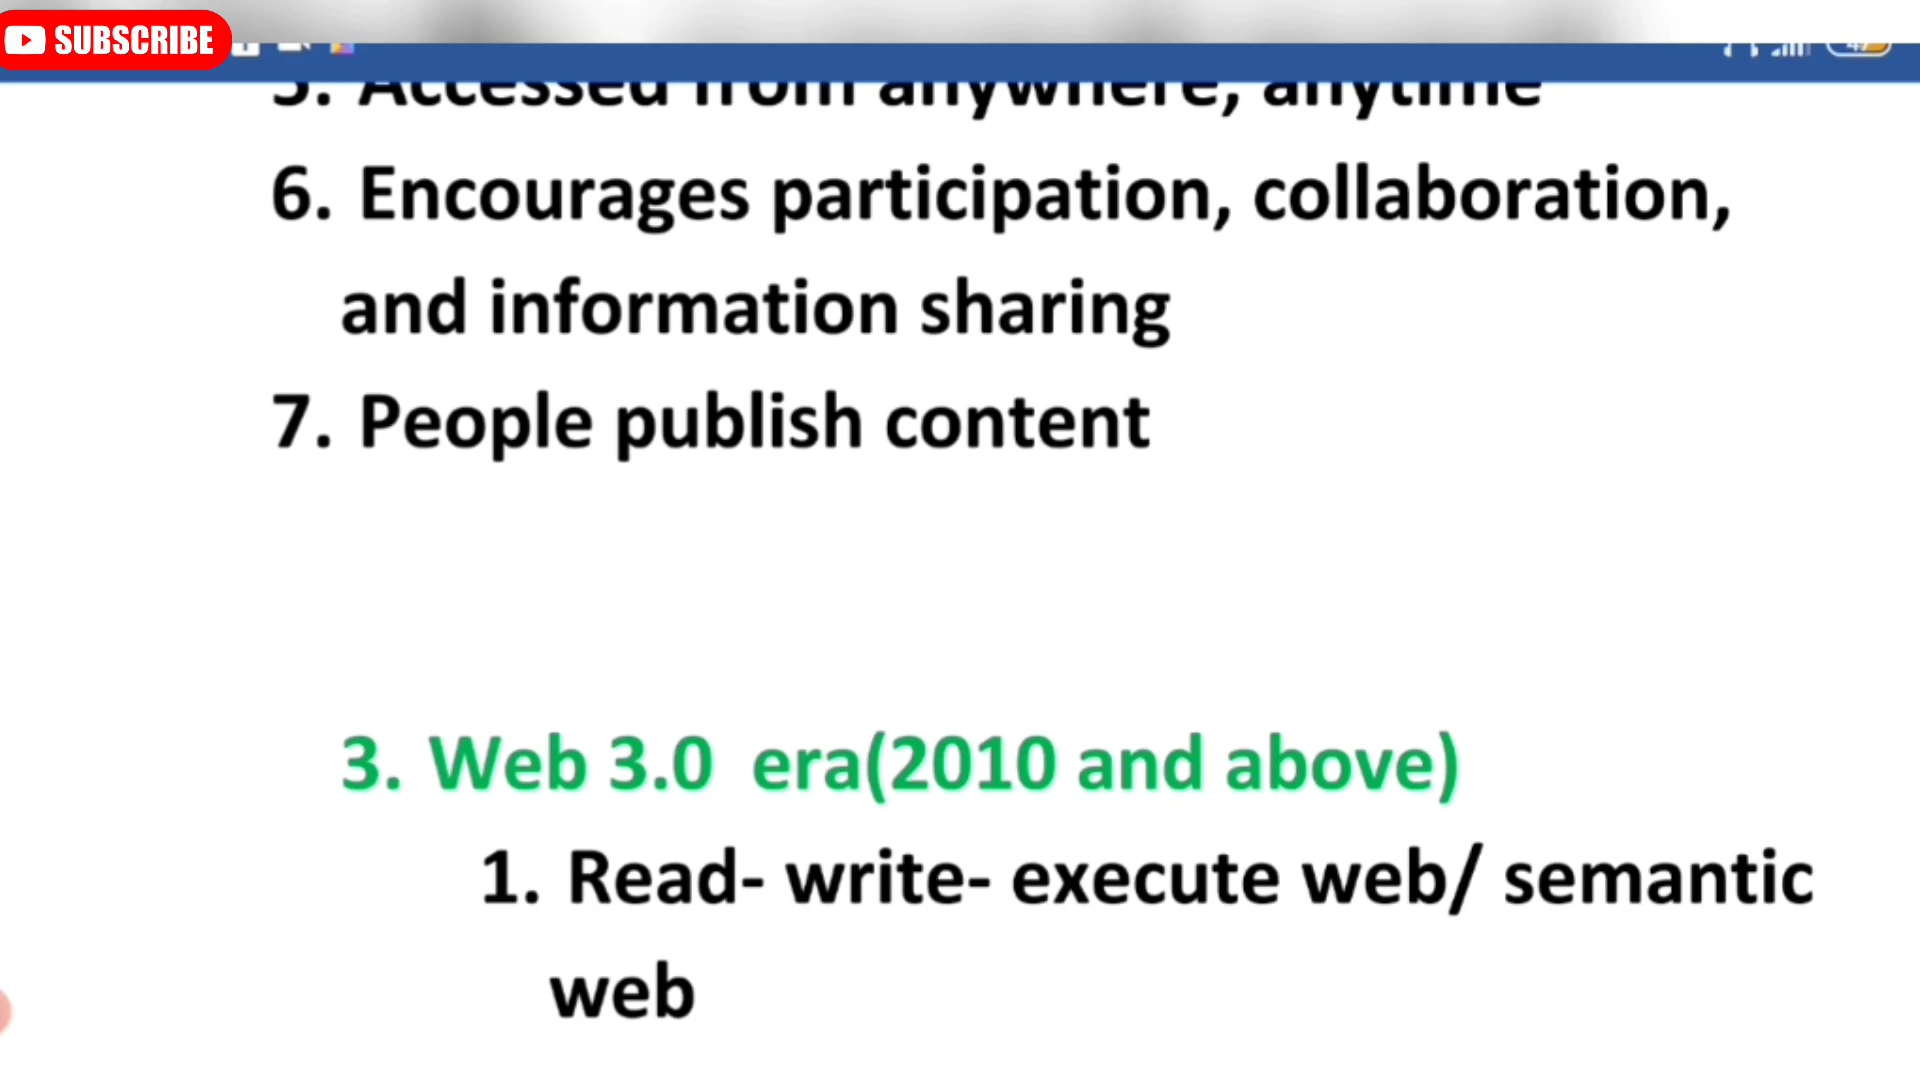 SUBSCRIBE
5. Accessed from anywhere, anytime
6. Encourages participation, collaboration,
and information sharing
7. People publish content
3. Web 3.0 era(2010 and above)
1. Read- write- execute web/ semantic
web